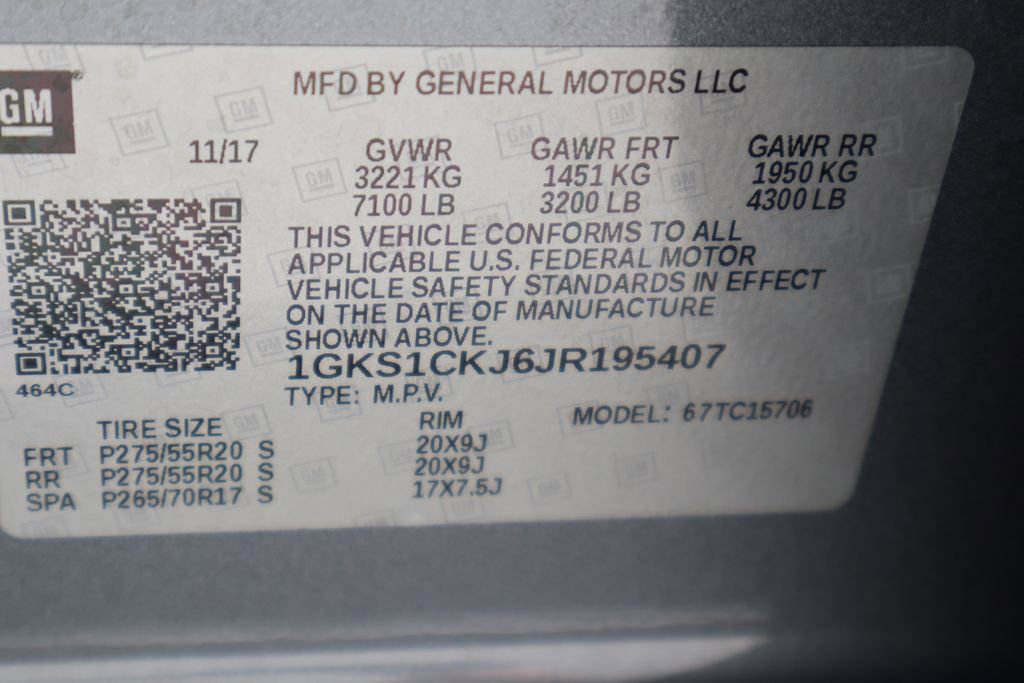 GM
MFD BY GENERAL MOTORS LLC
11/17 GVWR GAWR FRT GAWR RR
3221 KG 1451 KG 1950 KG
7100 LB 3200 LB 4300 LB
THIS VEHICLE CONFORMS TO ALL
APPLICABLE U.S. FEDERAL MOTOR
VEHICLE SAFETY STANDARDS IN EFFECT
ON THE DATE OF MANUFACTURE
SHOWN ABOVE.
1GKS1CKJ6JR195407
464C
TYPE: M.P.V.
MODEL: 67TC15706
TIRE SIZE RIM
FRT P275/55R20 S 20X9J
RR P275/55R20 S 20X9J
SPA P265/70R17 S 17X7.5J